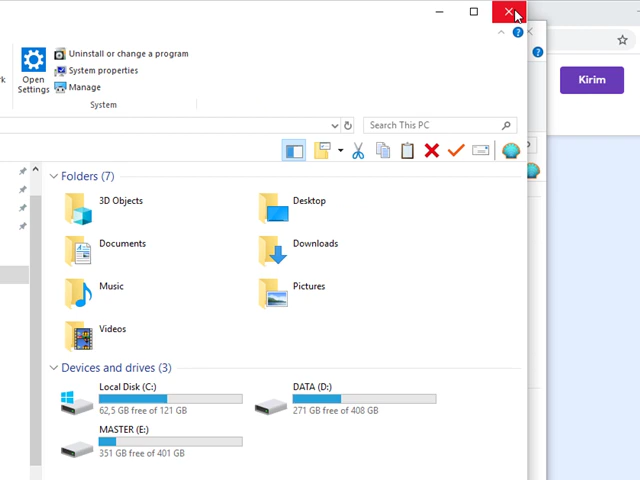 Uninstall or change a program
System properties
Manage
Open
Settings
System
Search This PC
Kirim
Folders (7)
3D Objects
Desktop
Documents
Downloads
Music
Pictures
Videos
Devices and drives (3)
Local Disk (C:)
62,5 GB free of 121 GB
DATA (D:)
271 GB free of 408 GB
MASTER (E:)
351 GB free of 401 GB